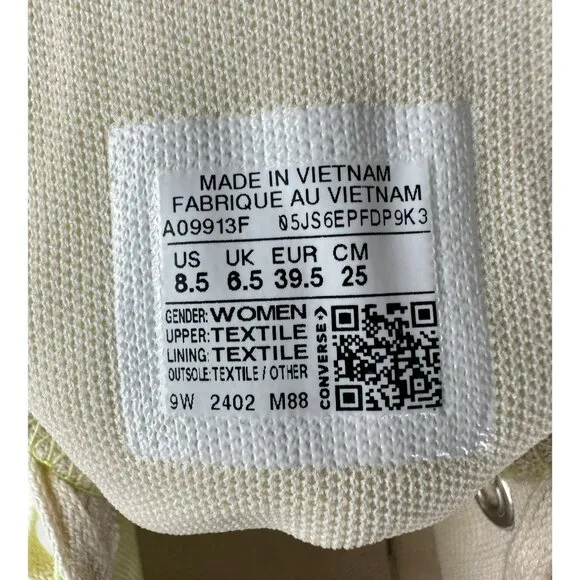 MADE IN VIETNAM
FABRIQUE AU VIETNAM
A09913F 05JS6EPFDP9K3
US UK EUR CM
8.5 6.5 39.5 25
GENDER: WOMEN
UPPER: TEXTILE
LINING: TEXTILE
OUTSOLE: TEXTILE / OTHER
9W 2402 M88
CONVERSE